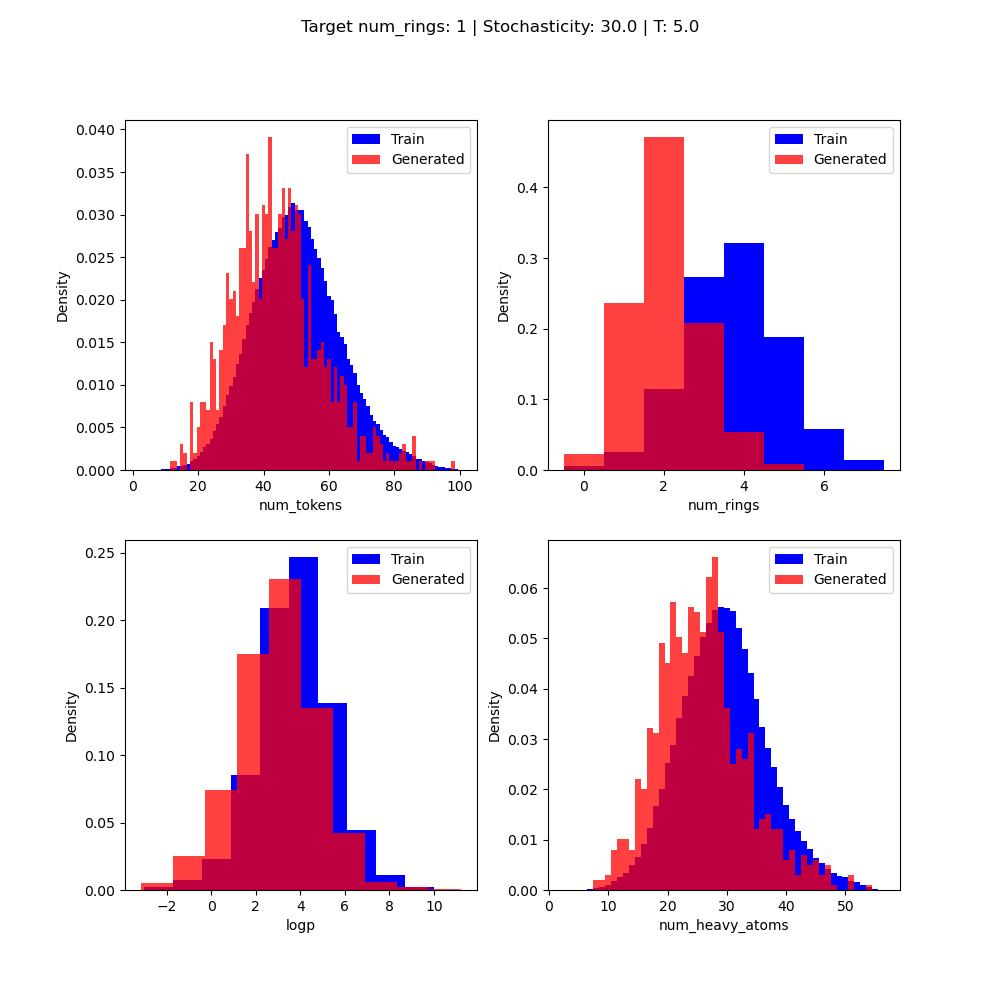 Target num_rings: 1 | Stochasticity: 30.0 | T: 5.0
0.040
0.035
0.030
0.025
0.020
0.015
0.010
0.005
0.000
Density
Train
Generated
0
20
40
60
80
100
num_tokens
0.4
0.3
0.2
0.1
0.0
Density
Train
Generated
0
2
4
6
num_rings
0.25
0.20
0.15
0.10
0.05
0.00
Density
Train
Generated
−2
0
2
4
6
8
10
logp
0.06
0.05
0.04
0.03
0.02
0.01
0.00
Density
Train
Generated
0
10
20
30
40
50
num_heavy_atoms